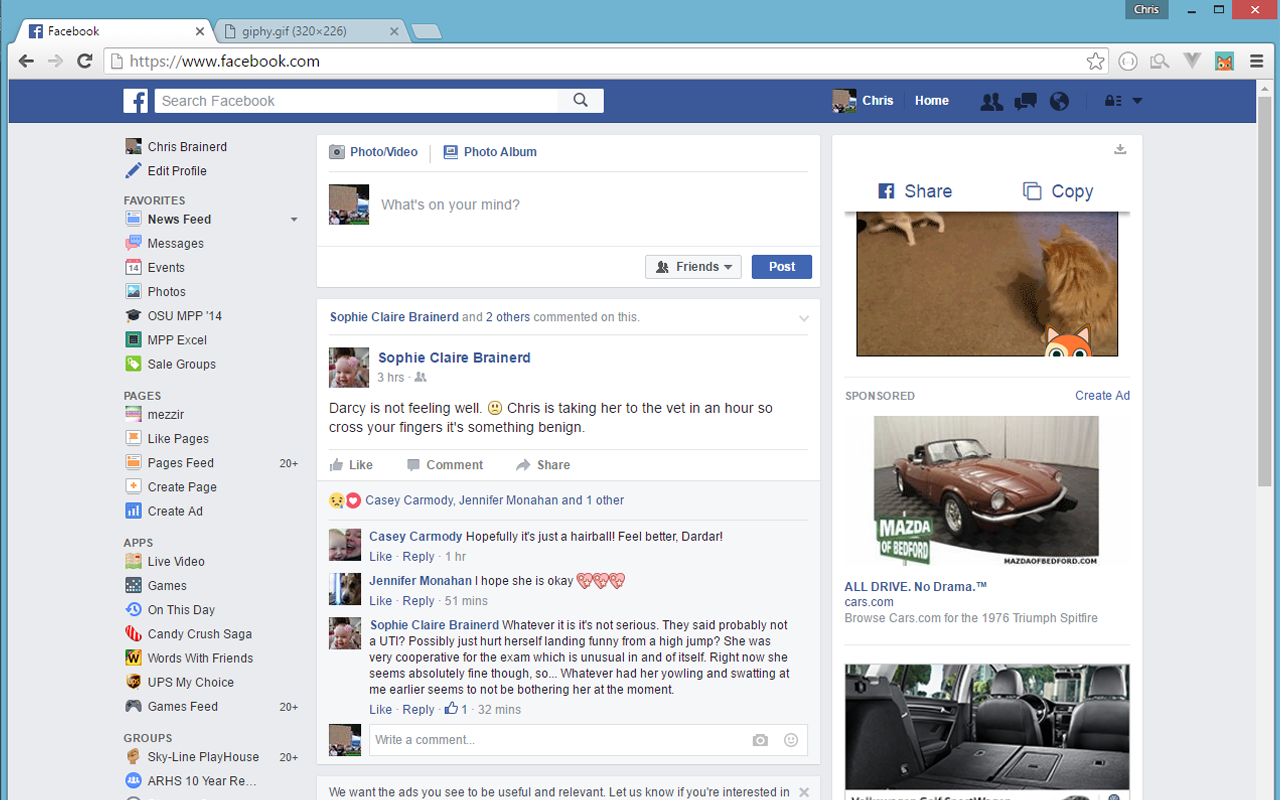 Chris
Facebook
giphy.gif (320×226)
https://www.facebook.com
Search Facebook
Chris
Home
Chris Brainerd
Edit Profile
FAVORITES
News Feed
Messages
14
Events
Photos
OSU MPP '14
MPP Excel
Sale Groups
PAGES
mezzir
Like Pages
Pages Feed 20+
Create Page
Create Ad
APPS
Live Video
Games
On This Day
Candy Crush Saga
Words With Friends
UPS My Choice
Games Feed 20+
GROUPS
Sky-Line PlayHouse 20+
ARHS 10 Year Re...
Photo/Video
Photo Album
What's on your mind?
Friends
Post
Sophie Claire Brainerd and 2 others commented on this.
Sophie Claire Brainerd
3 hrs ·
Darcy is not feeling well. 🙁 Chris is taking her to the vet in an hour so
cross your fingers it's something benign.
Like Comment Share
Casey Carmody, Jennifer Monahan and 1 other
Casey Carmody Hopefully it's just a hairball! Feel better, Dardar!
Like · Reply · 1 hr
Jennifer Monahan I hope she is okay 💖💖💖
Like · Reply · 51 mins
Sophie Claire Brainerd Whatever it is it's not serious. They said probably not
a UTI? Possibly just hurt herself landing funny from a high jump? She was
very cooperative for the exam which is unusual in and of itself. Right now she
seems absolutely fine though, so... Whatever had her yowling and swatting at
me earlier seems to not be bothering her at the moment.
Like · Reply · 1 · 32 mins
Write a comment...
We want the ads you see to be useful and relevant. Let us know if you're interested in
Share
Copy
SPONSORED
Create Ad
MAZDA
OF BEDFORD
MAZDAOFBEDFORD.COM
ALL DRIVE. No Drama.™
cars.com
Browse Cars.com for the 1976 Triumph Spitfire